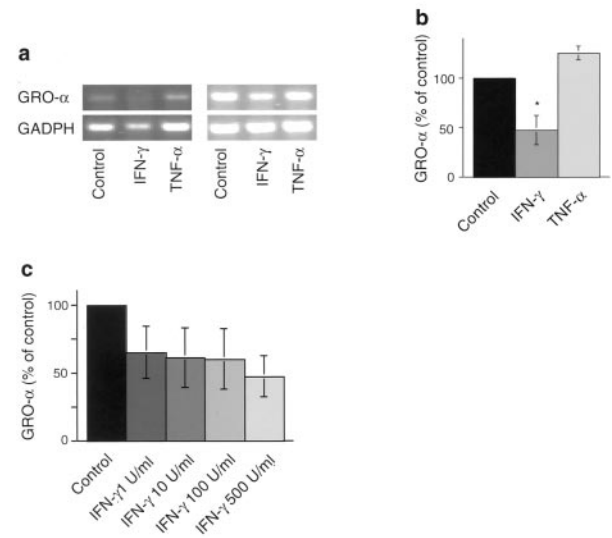 a
GRO-α
GADPH
Control
IFN-γ
TNF-α
Control
IFN-γ
TNF-α
b
GRO-α (% of control)
100
50
0
*
Control
IFN-γ
TNF-α
c
GRO-α (% of control)
100
50
0
Control
IFN-γ1 U/ml
IFN-γ 10 U/ml
IFN-γ 100 U/ml
IFN-γ 500 U/ml